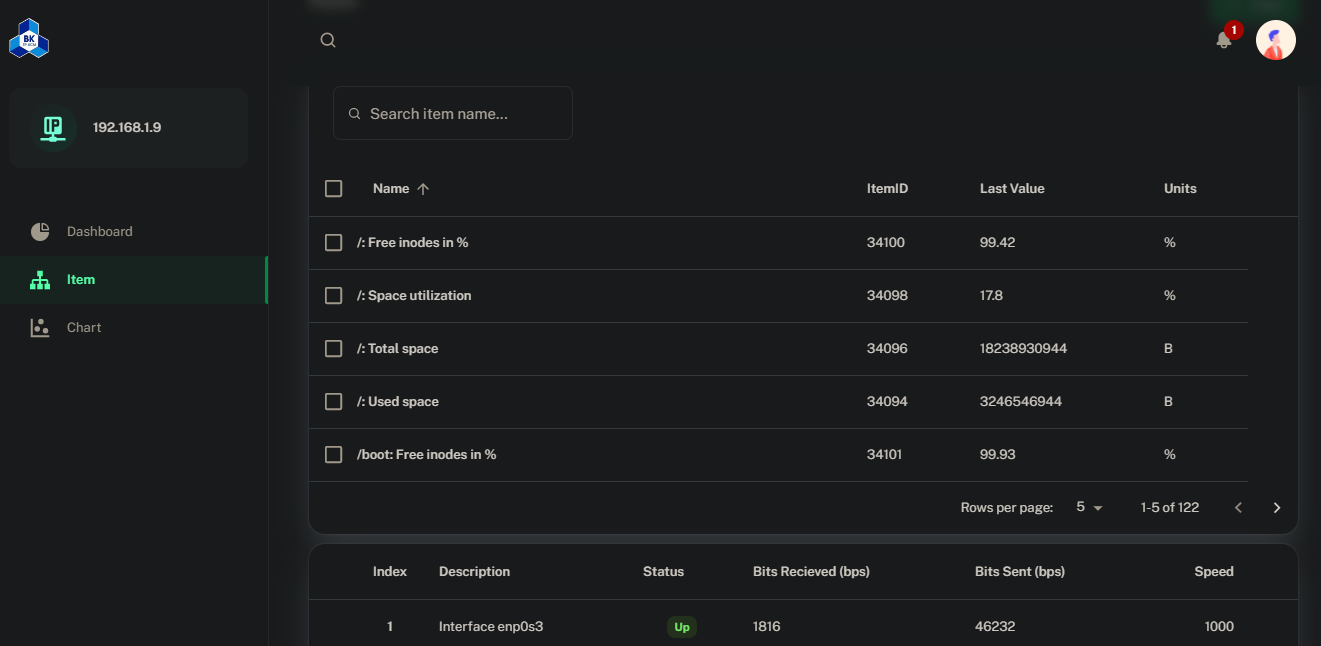 BK
1
192.168.1.9
Search item name...
Dashboard
Item
Chart
Name ItemID Last Value Units
/: Free inodes in % 34100 99.42 %
/: Space utilization 34098 17.8 %
/: Total space 34096 18238930944 B
/: Used space 34094 3246546944 B
/boot: Free inodes in % 34101 99.93 %
Rows per page: 5 1-5 of 122
Index Description Status Bits Recieved (bps) Bits Sent (bps) Speed
1 Interface enp0s3 Up 1816 46232 1000